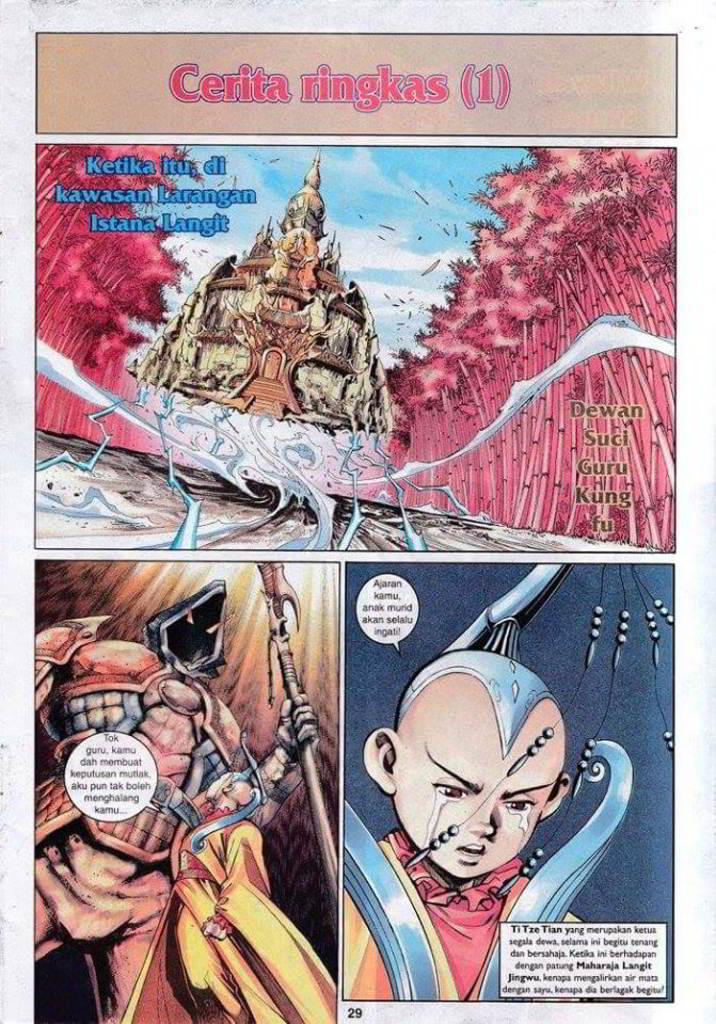 Cerita ringkas (1)
Ketika itu, di
kawasan Larangan
Istana Langit
Dewan
Suci
Guru
Kung
fu
Tok
guru, kamu
dah membuat
keputusan mutlak,
aku pun tak boleh
menghalang
kamu...
Ajaran
kamu,
anak murid
akan selalu
ingati!
Ti Tze Tian yang merupakan ketua
segala dewa, selama ini begitu tenang
dan bersahaja. Ketika ini berhadapan
dengan patung Maharaja Langit
Jingwu, kenapa mengalirkan air mata
dengan sayu, kenapa dia berlagak begitu?
29